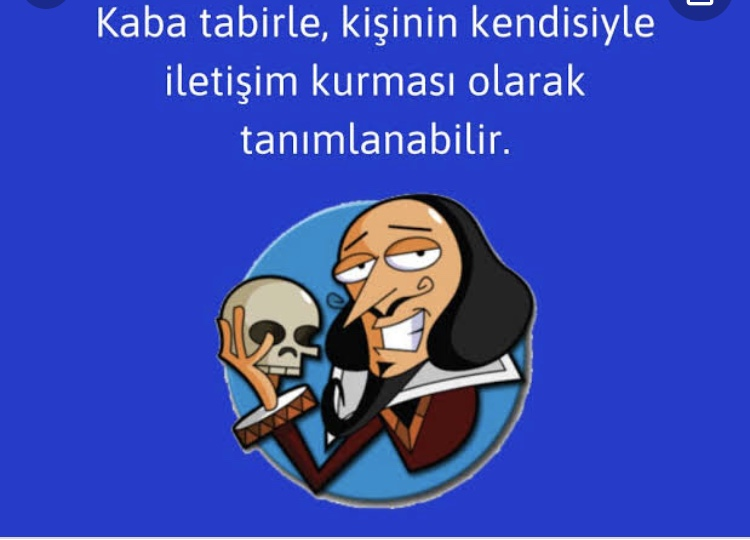 Kaba tabirle, kişinin kendisiyle
iletişim kurması olarak
tanımlanabilir.